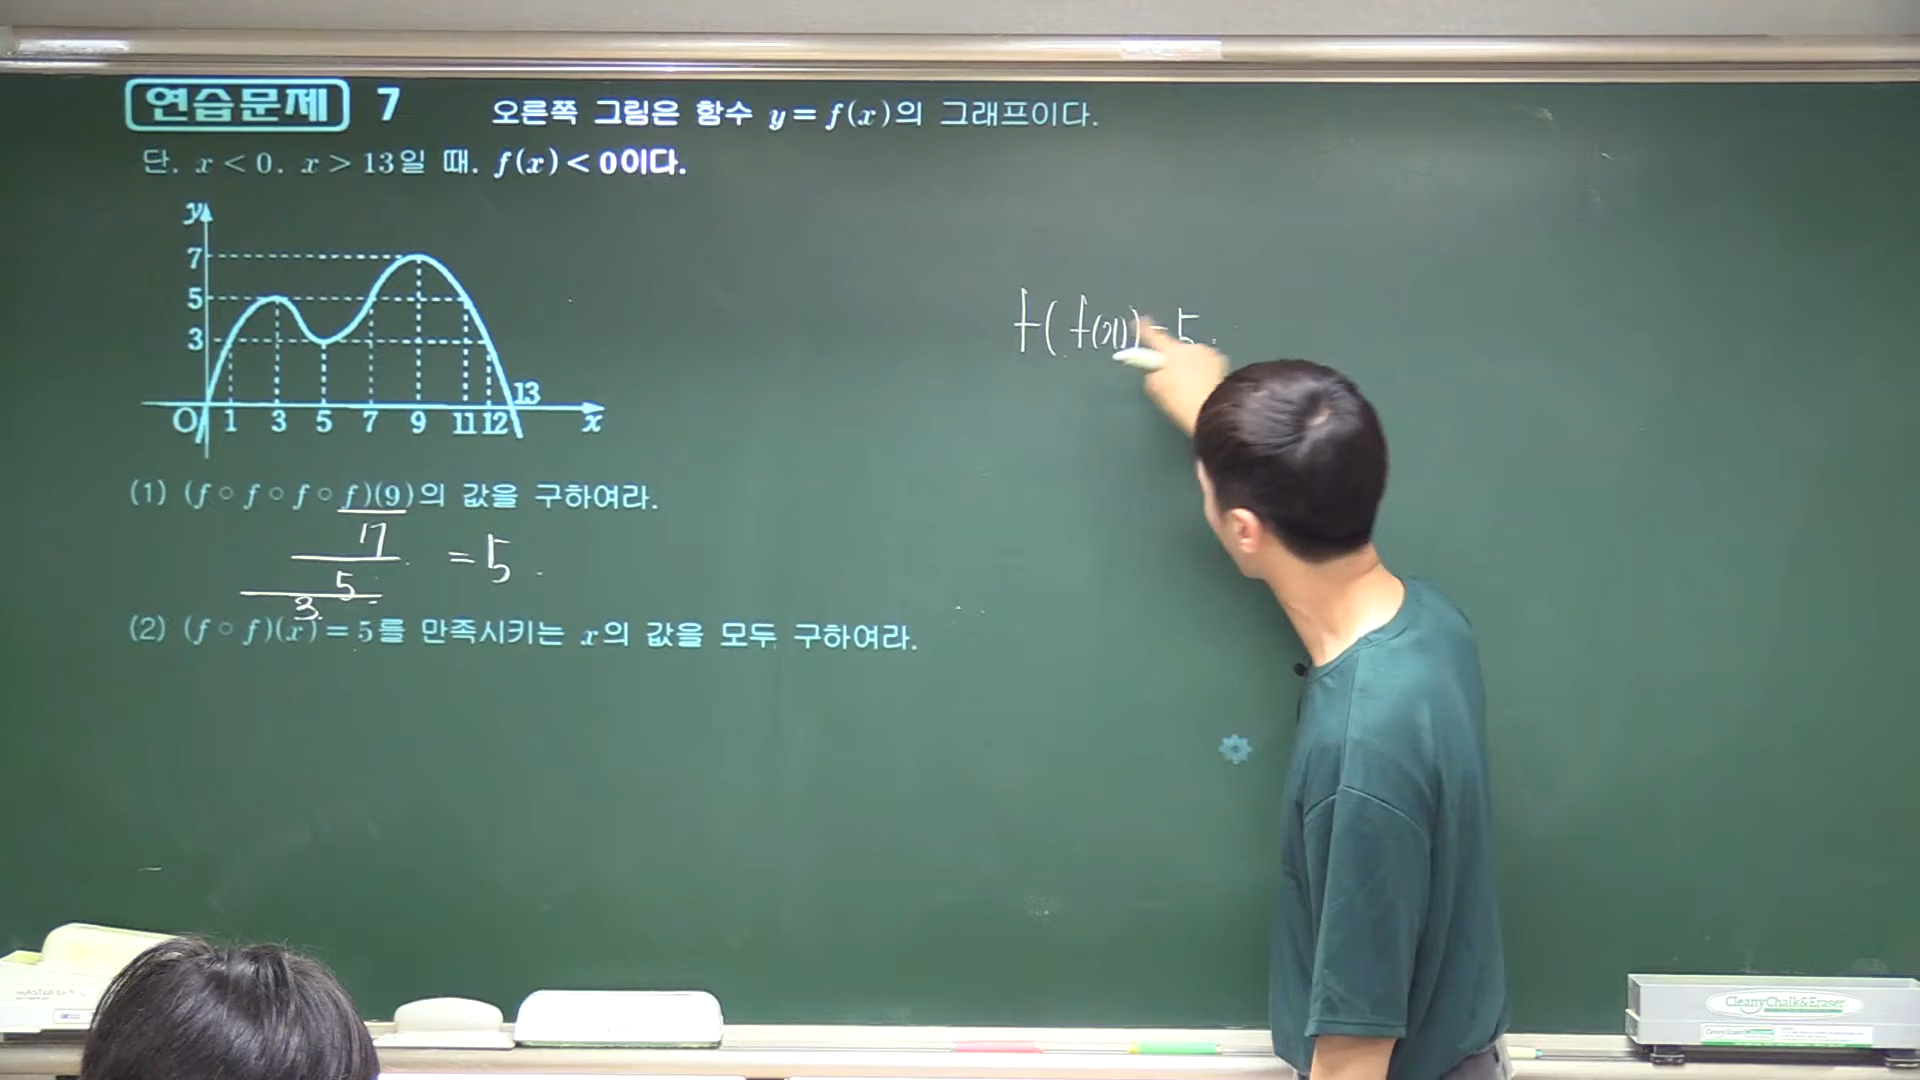 연습문제 7 오른쪽 그림은 함수 y=f(x)의 그래프이다.
단, x<0, x>13일 때, f(x)<0이다.
y
7
5
3
13
O 1 3 5 7 9 11 12 x
(1) (f∘f∘f∘f)(9)의 값을 구하여라.
7
=5.
5
3.
(2) (f∘f)(x)=5를 만족시키는 x의 값을 모두 구하여라.
f(f(x))=5.
CleanyChalk&Eraser